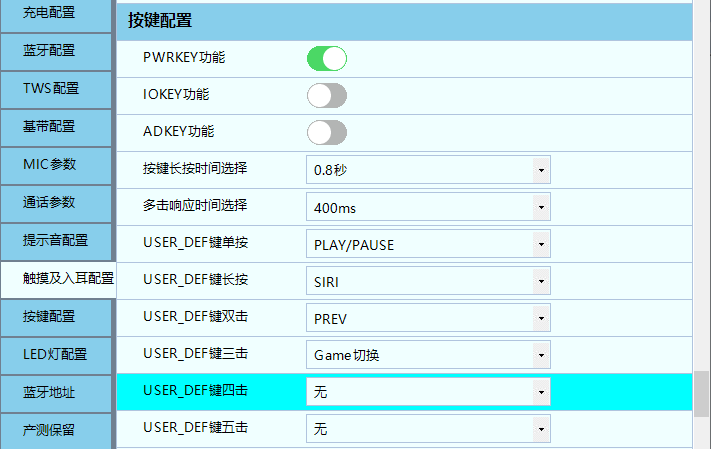 充电配置
蓝牙配置
TWS配置
基带配置
MIC参数
通话参数
提示音配置
触摸及入耳配置
按键配置
LED灯配置
蓝牙地址
产测保留
按键配置
PWRKEY功能
IOKEY功能
ADKEY功能
按键长按时间选择 0.8秒
多击响应时间选择 400ms
USER_DEF键单按 PLAY/PAUSE
USER_DEF键长按 SIRI
USER_DEF键双击 PREV
USER_DEF键三击 Game切换
USER_DEF键四击 无
USER_DEF键五击 无